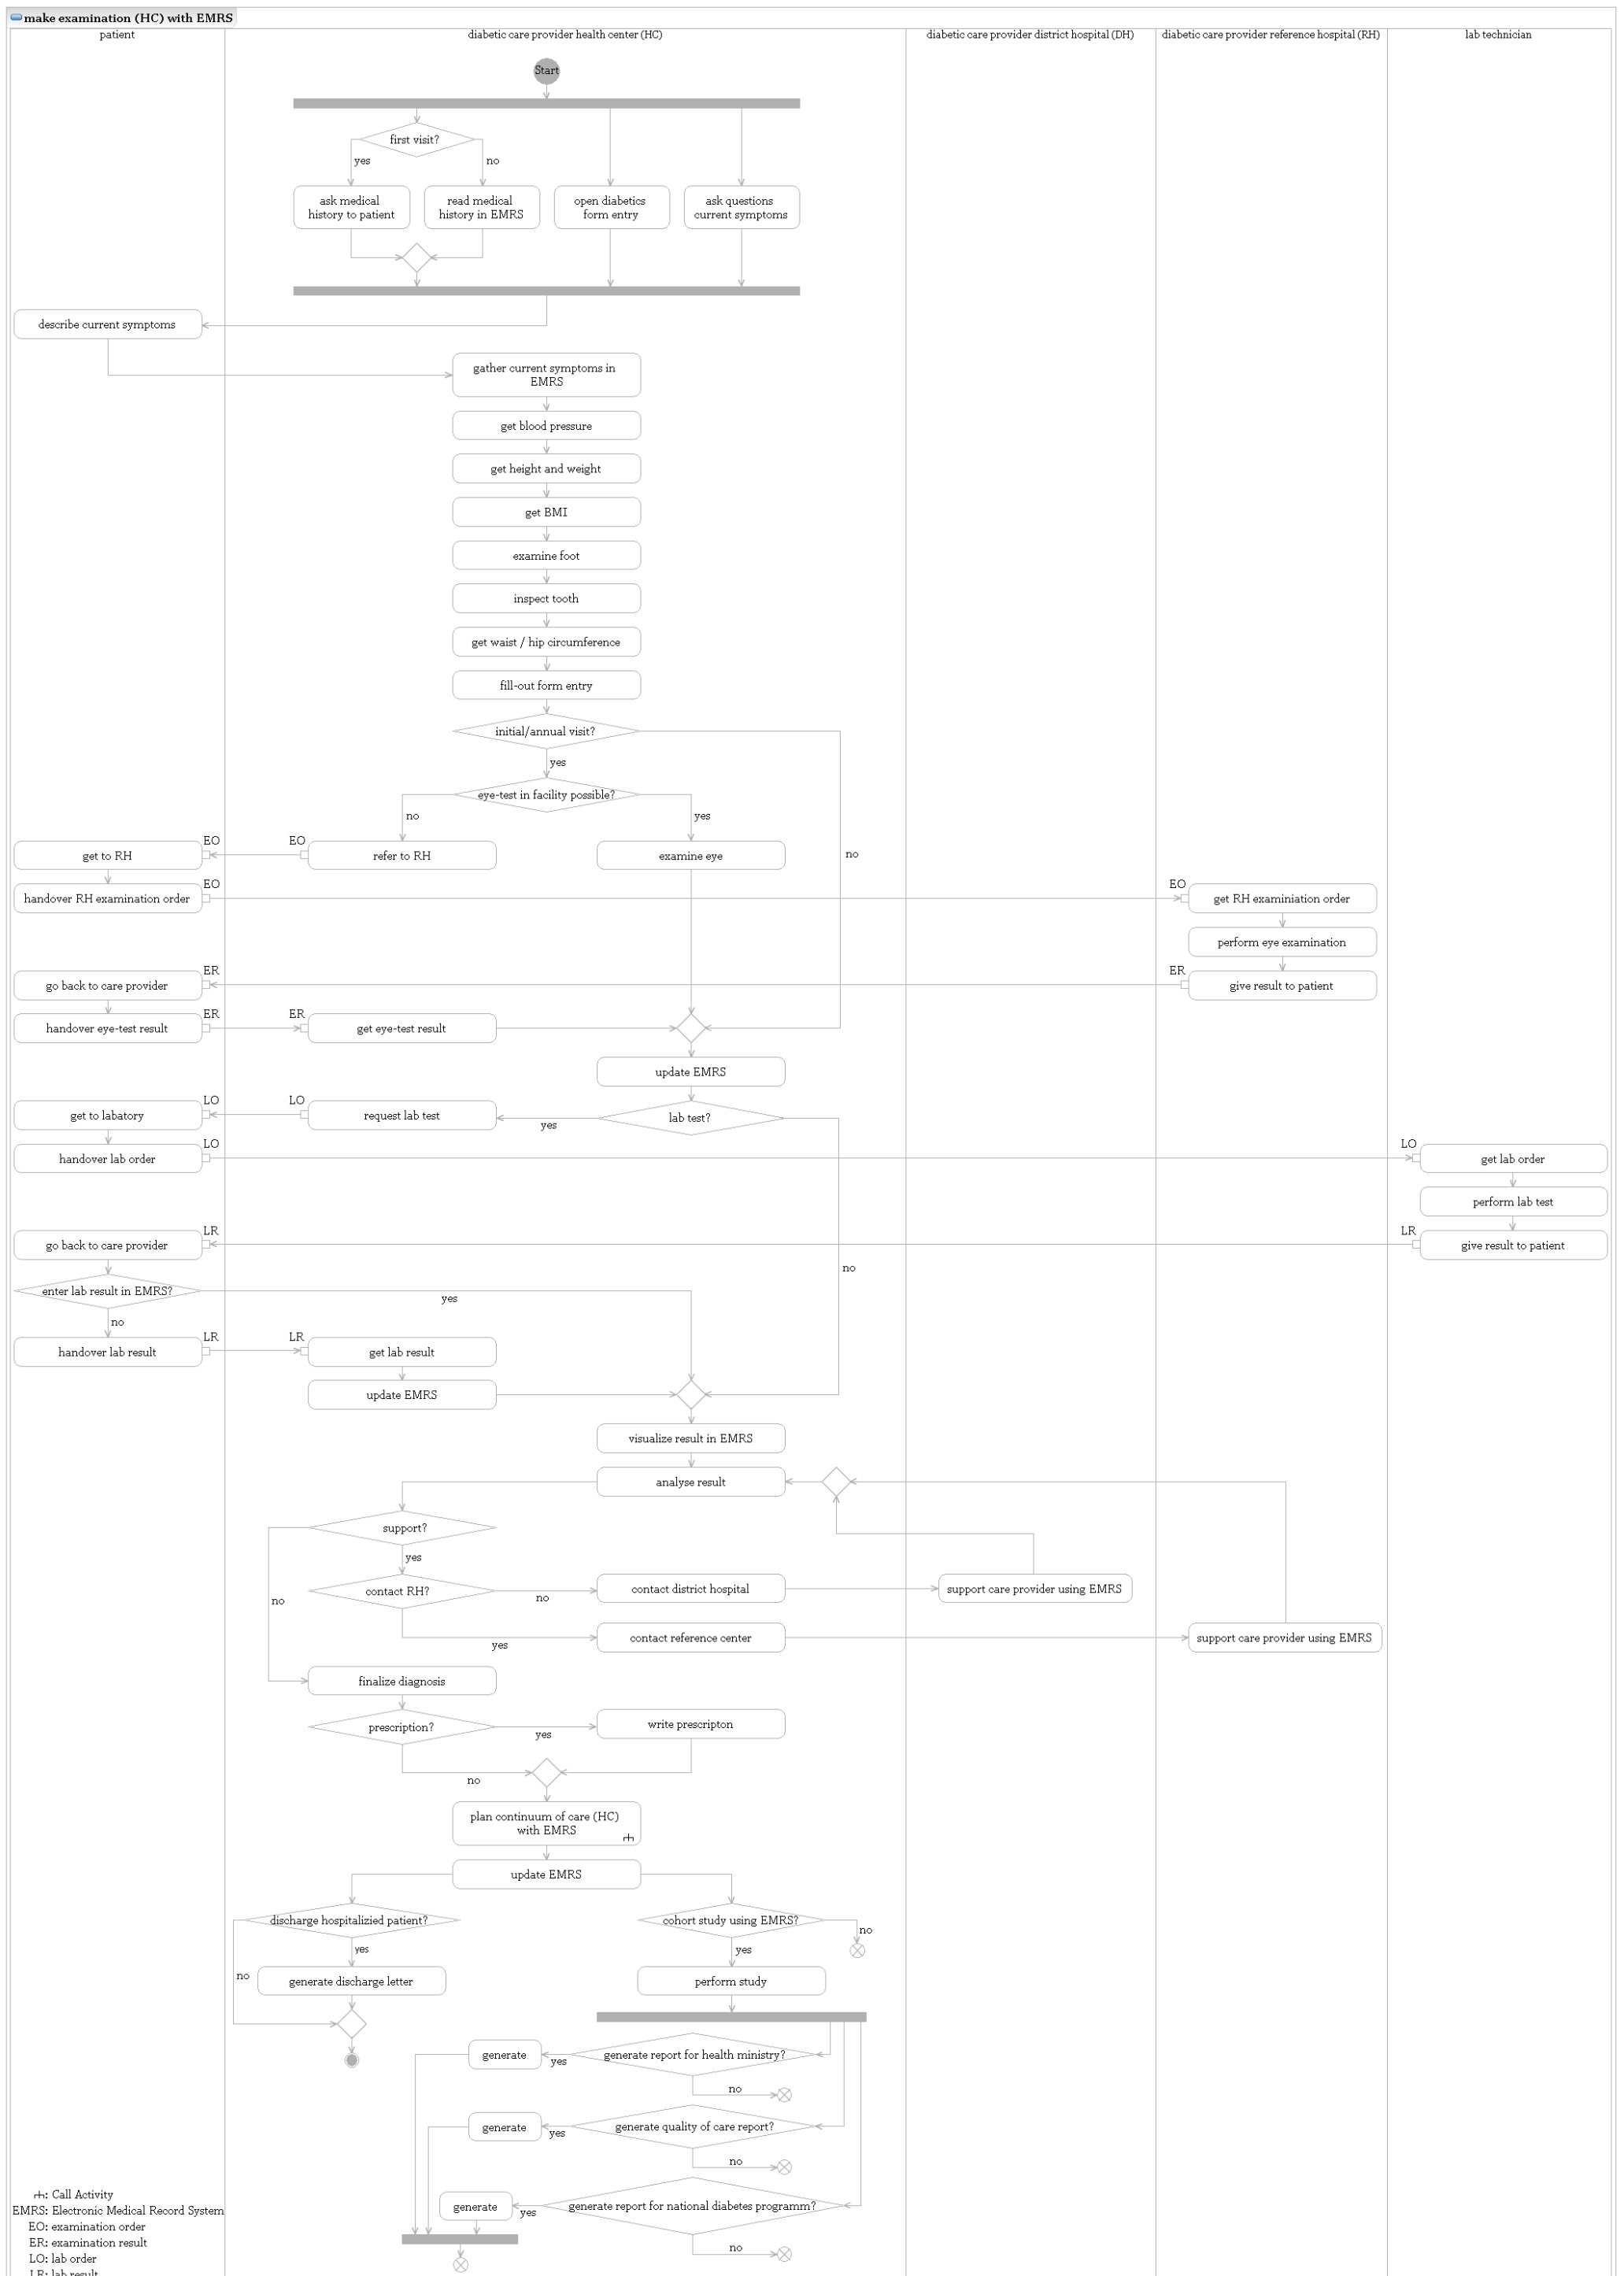 make examination (HC) with EMRS
patient
diabetic care provider health center (HC)
diabetic care provider district hospital (DH)
diabetic care provider reference hospital (RH)
lab technician
Start
first visit?
yes
no
ask medical
history to patient
read medical
history in EMRS
open diabetics
form entry
ask questions
current symptoms
describe current symptoms
gather current symptoms in
EMRS
get blood pressure
get height and weight
get BMI
examine foot
inspect tooth
get waist / hip circumference
fill-out form entry
initial/annual visit?
yes
eye-test in facility possible?
no
yes
no
EO
EO
get to RH
refer to RH
examine eye
EO
EO
handover RH examination order
get RH examiniation order
perform eye examination
ER
ER
go back to care provider
give result to patient
ER
ER
handover eye-test result
get eye-test result
update EMRS
LO
LO
get to labatory
request lab test
yes
lab test?
LO
LO
handover lab order
get lab order
perform lab test
LR
LR
go back to care provider
give result to patient
no
enter lab result in EMRS?
yes
no
LR
LR
handover lab result
get lab result
update EMRS
visualize result in EMRS
analyse result
support?
yes
no
contact RH?
no
contact district hospital
support care provider using EMRS
yes
contact reference center
support care provider using EMRS
finalize diagnosis
prescription?
yes
write prescripton
no
plan continuum of care (HC)
with EMRS
update EMRS
discharge hospitalizied patient?
cohort study using EMRS?
no
yes
yes
no
generate discharge letter
perform study
generate
yes
generate report for health ministry?
no
generate
yes
generate quality of care report?
no
generate
yes
generate report for national diabetes programm?
no
: Call Activity
EMRS: Electronic Medical Record System
EO: examination order
ER: examination result
LO: lab order
LR: lab result